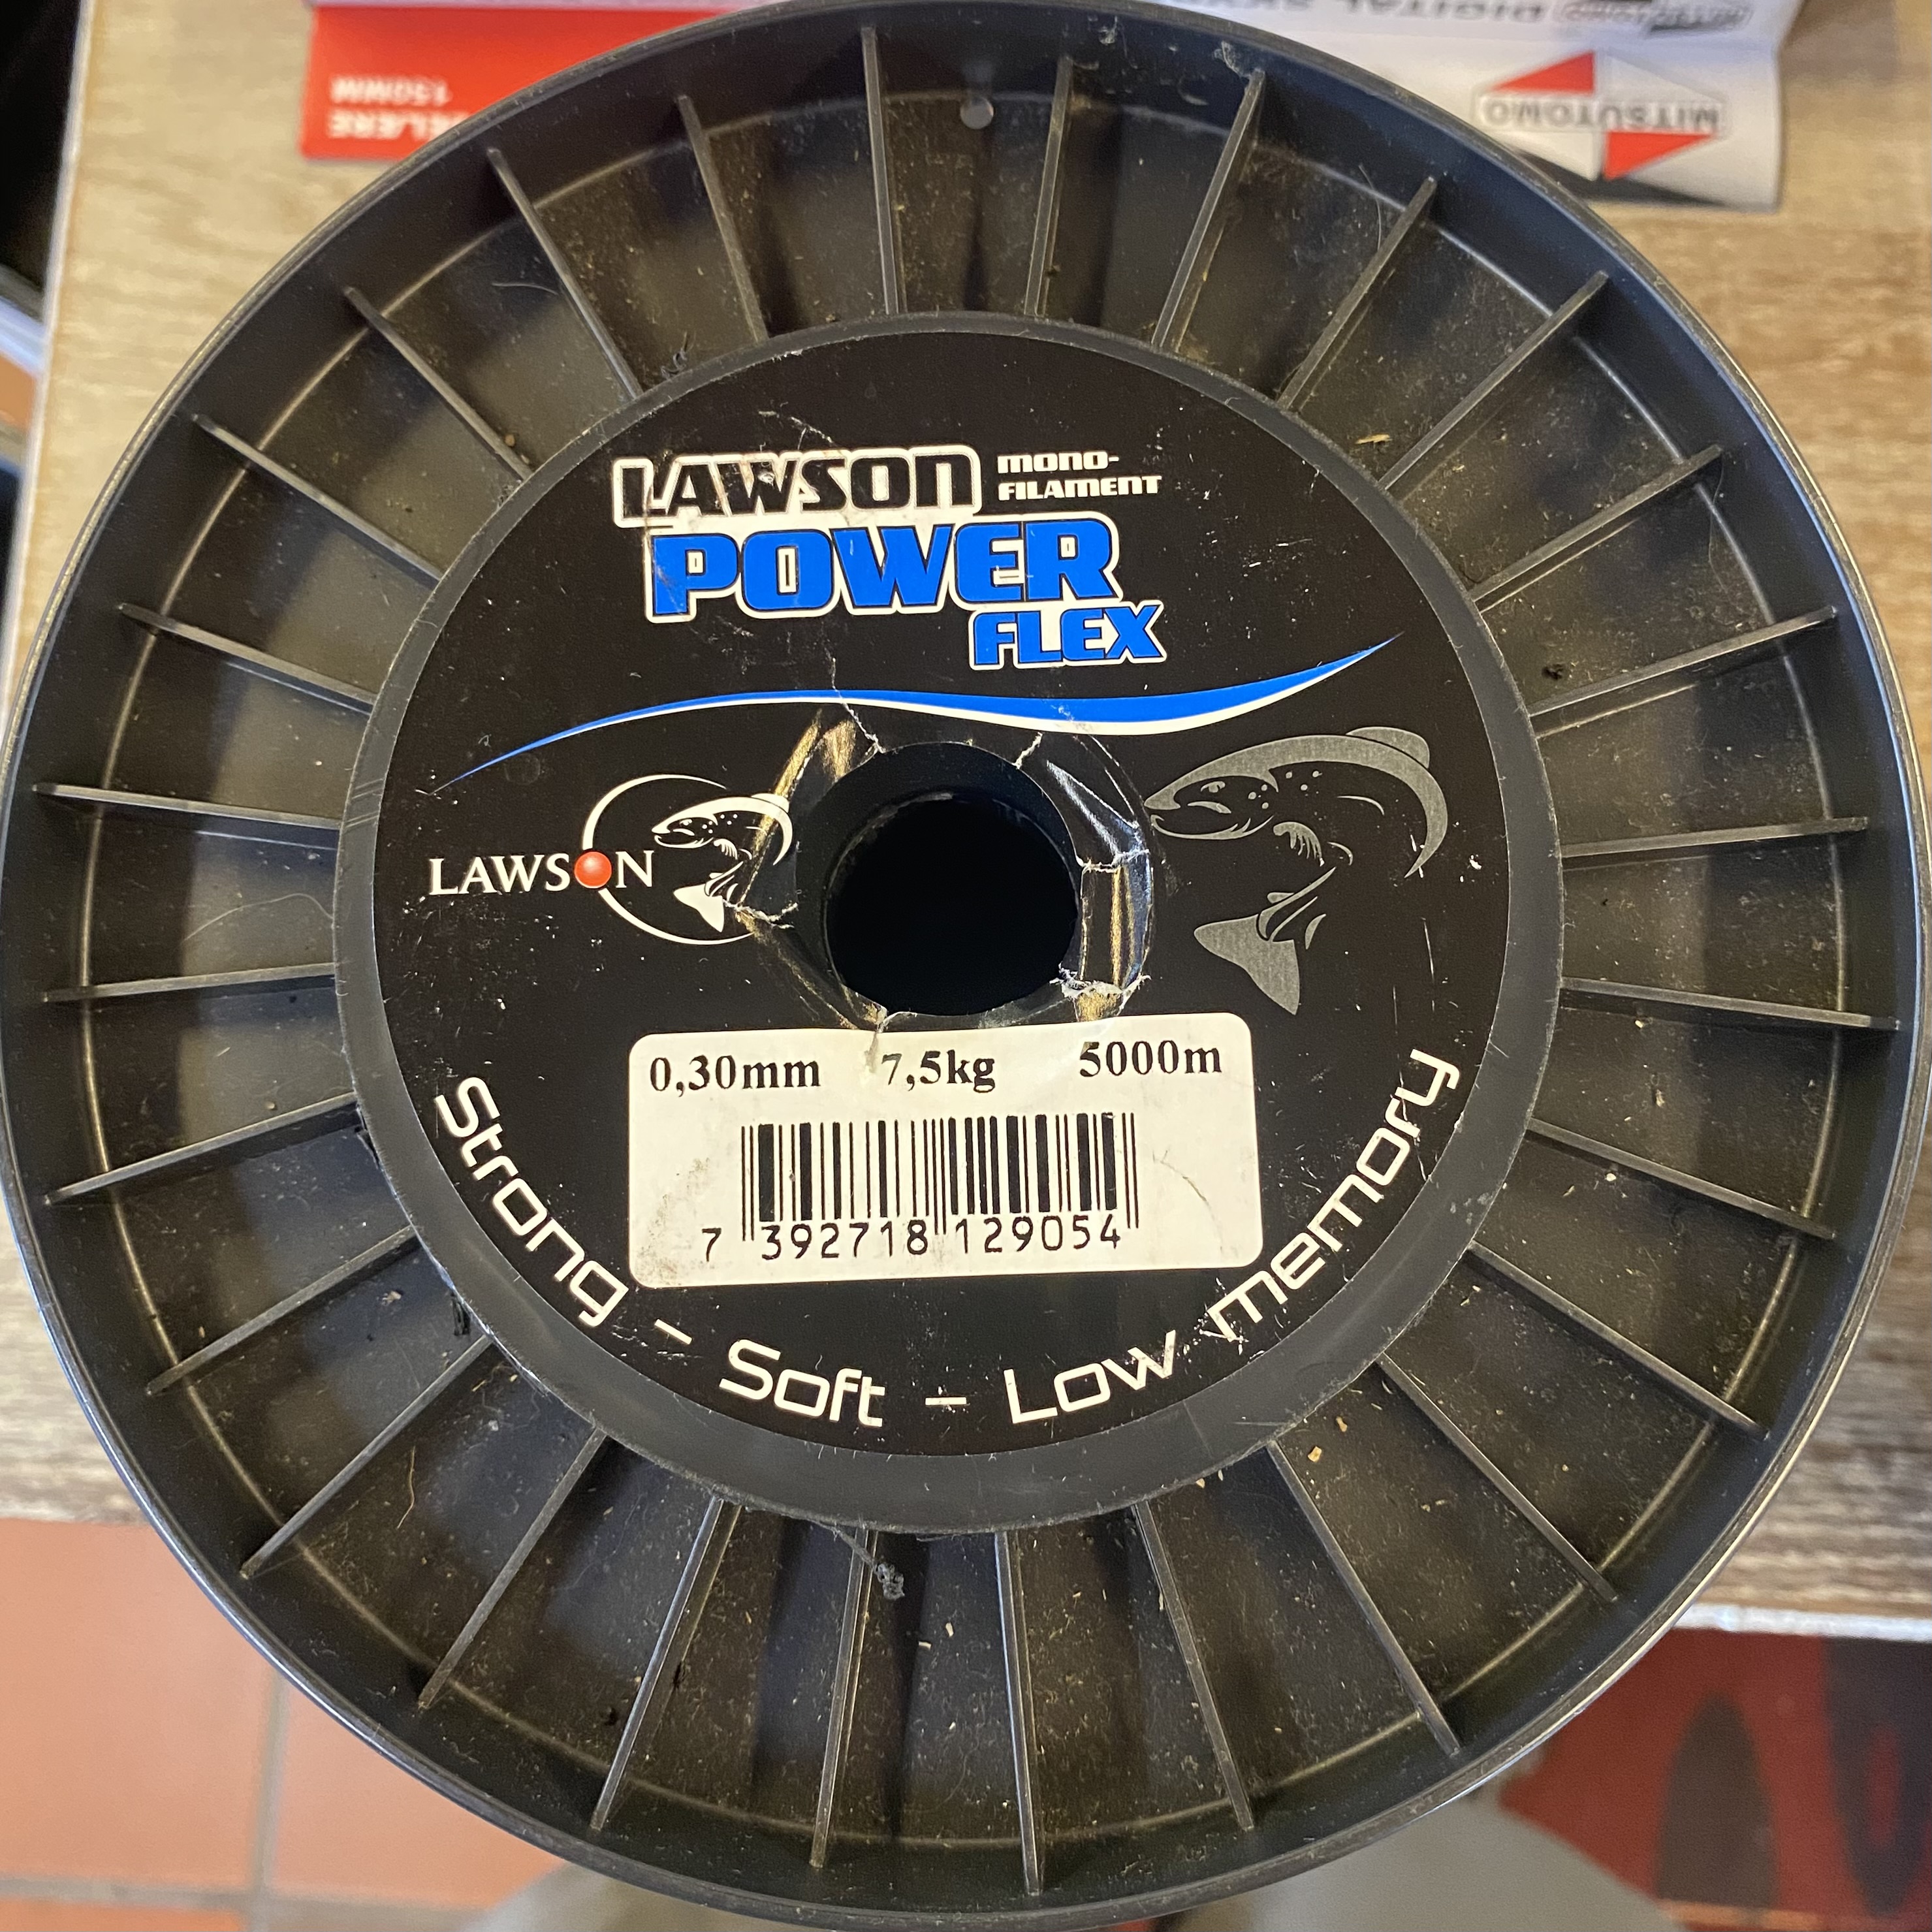 DIGITAL
150MM
MITSUTOMO
LAWSON MONO-
FILAMENT
POWER
FLEX
LAWSON
0,30mm 7,5kg 5000m
7 392718 129054
Strong - Soft - Low memory